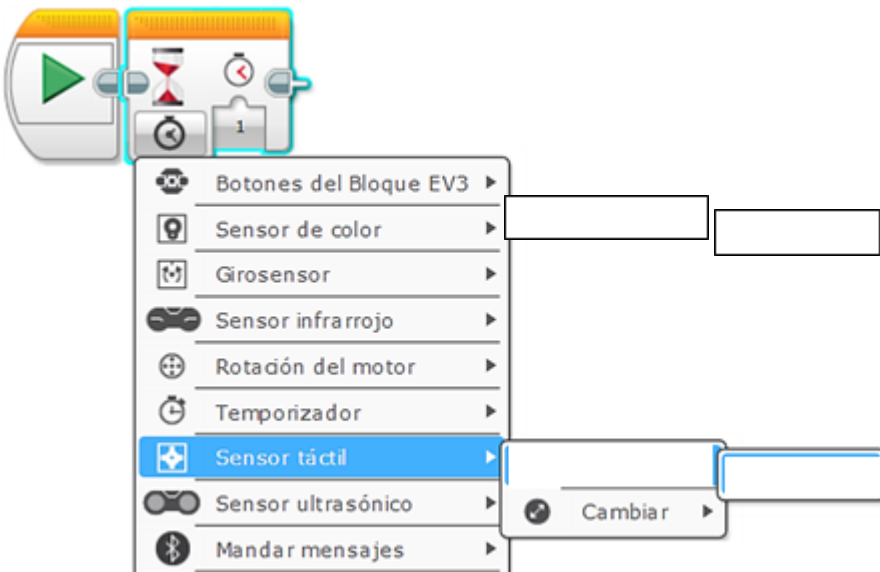 1
Botones del Bloque EV3
Sensor de color
Girosensor
Sensor infrarrojo
Rotación del motor
Temporizador
Sensor táctil
Sensor ultrasónico
Cambiar
Mandar mensajes